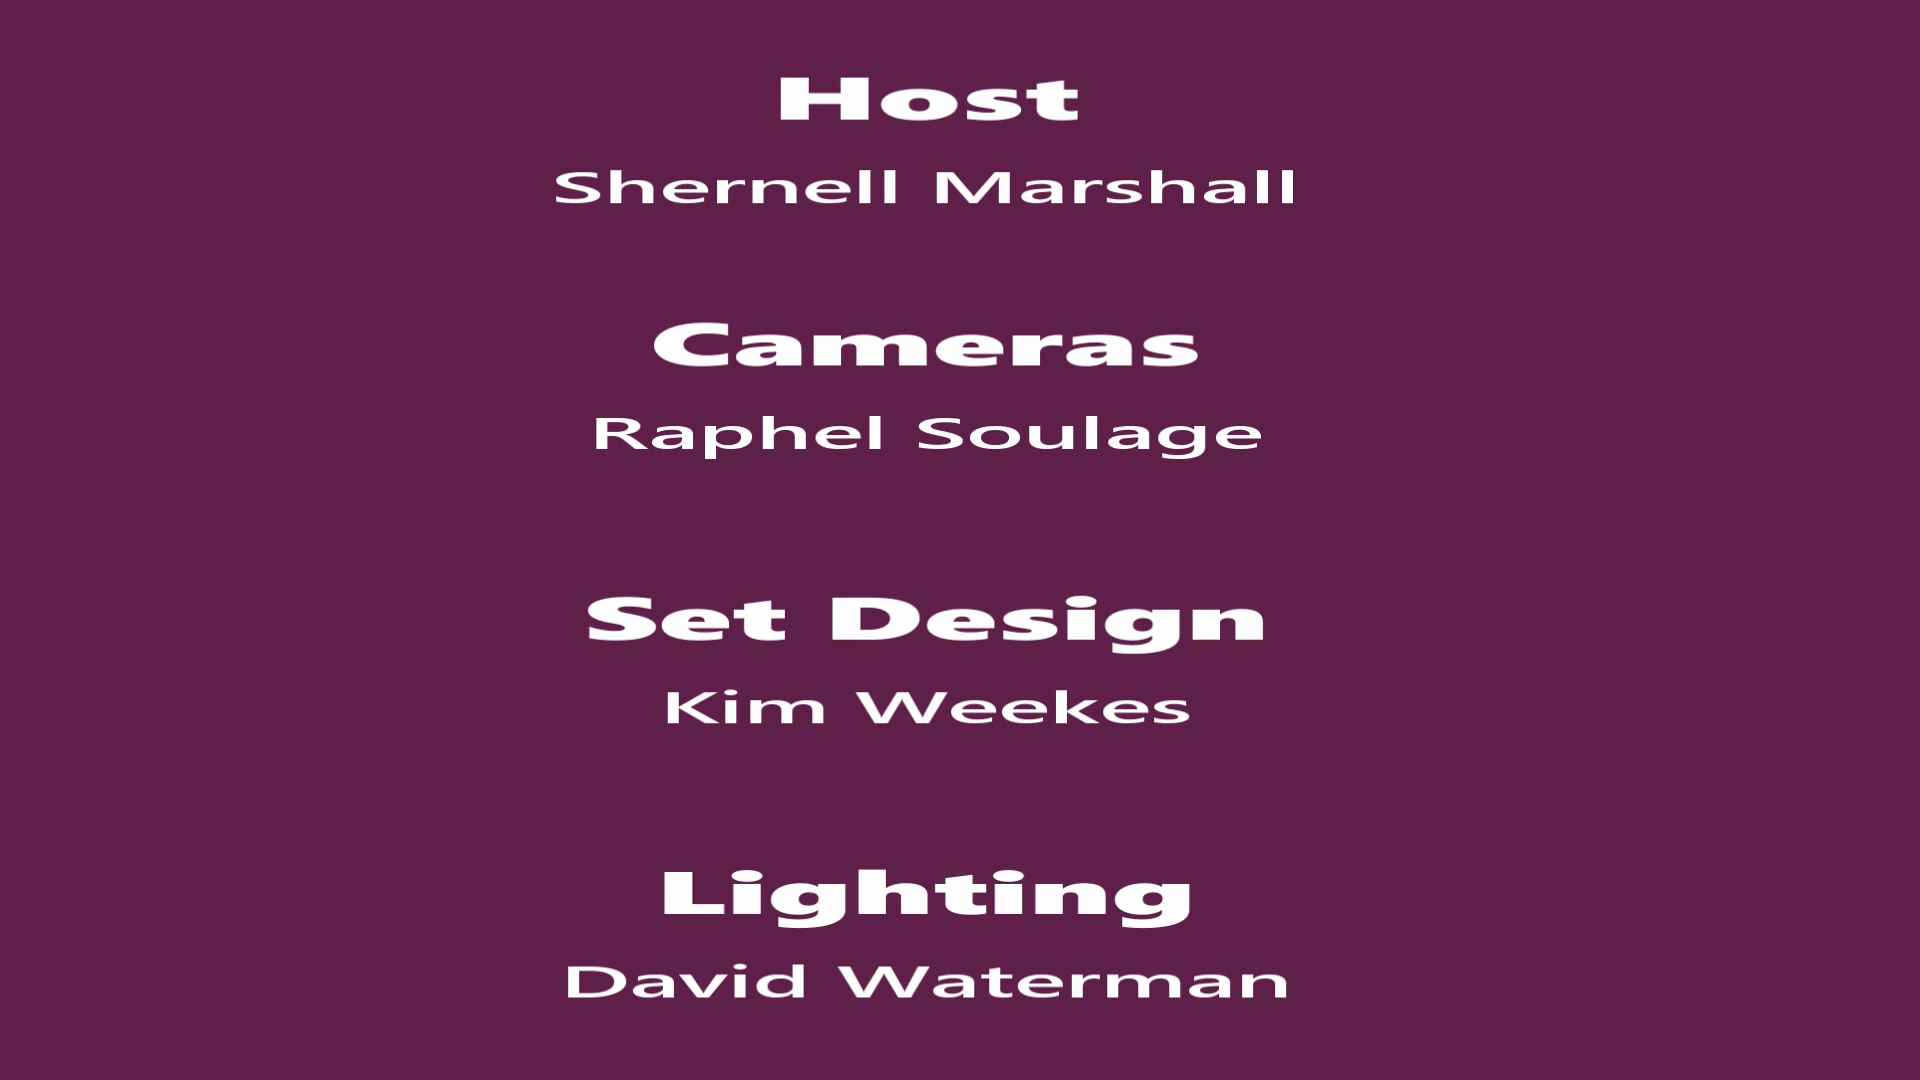 Host
Shernell Marshall
Cameras
Raphel Soulage
Set Design
Kim Weekes
Lighting
David Waterman